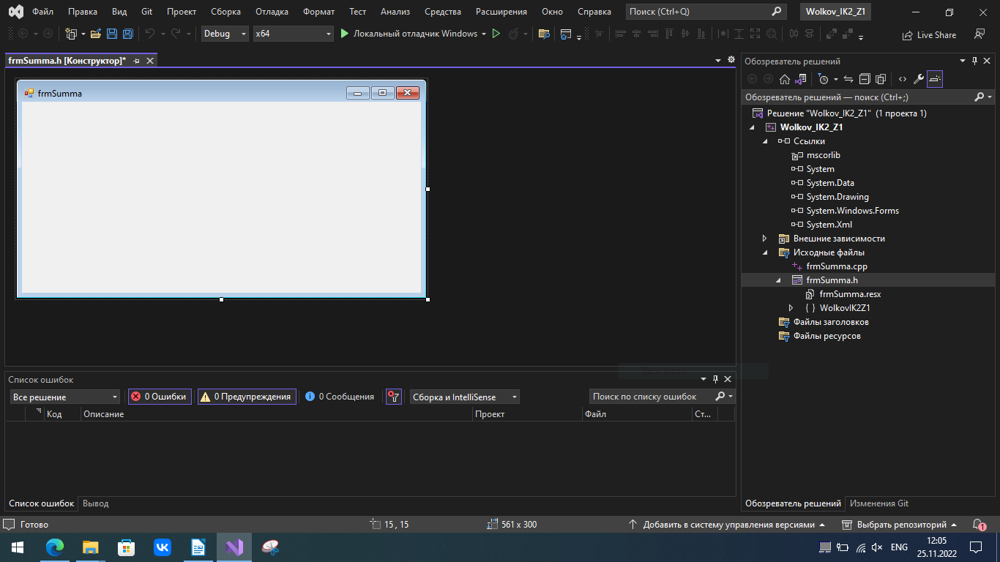 Файл Правка Вид Git Проект Сборка Отладка Формат Тест Анализ Средства Расширения Окно Справка Поиск (Ctrl+Q) Wolkov_IK2_Z1
Debug x64 Локальный отладчик Windows Live Share
frmSumma.h [Конструктор]*
frmSumma
Обозреватель решений
Обозреватель решений — поиск (Ctrl+;)
Решение "Wolkov_IK2_Z1" (1 проекта 1)
Wolkov_IK2_Z1
Ссылки
mscorlib
System
System.Data
System.Drawing
System.Windows.Forms
System.Xml
Внешние зависимости
Исходные файлы
frmSumma.cpp
frmSumma.h
frmSumma.resx
{ } WolkovIK2Z1
Файлы заголовков
Файлы ресурсов
Список ошибок
Все решение 0 Ошибки 0 Предупреждения 0 Сообщения Сборка и IntelliSense Поиск по списку ошибок
Код Описание Проект Файл Ст...
Список ошибок Вывод
Обозреватель решений Изменения Git
Готово 15 , 15 561 x 300 Добавить в систему управления версиями Выбрать репозиторий 1
ENG 12:05
25.11.2022